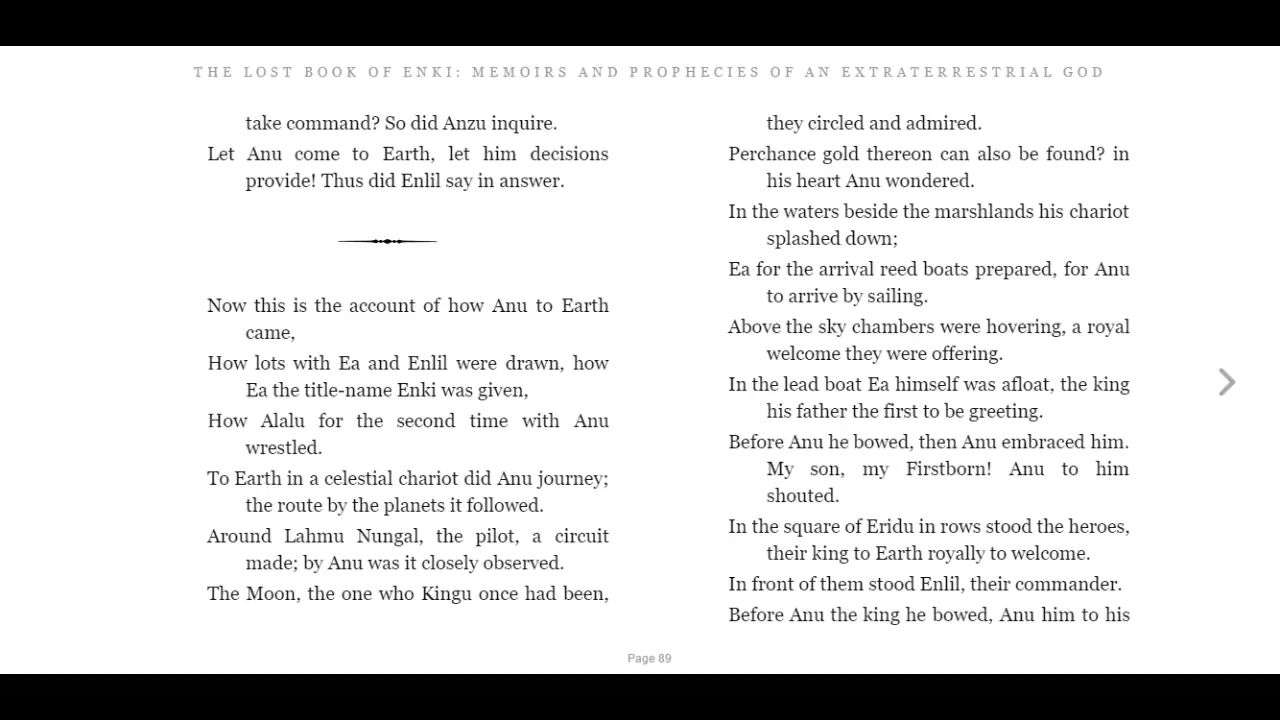 THE LOST BOOK OF ENKI: MEMOIRS AND PROPHECIES OF AN EXTRATERRESTRIAL GOD
take command? So did Anzu inquire.
Let Anu come to Earth, let him decisions
provide! Thus did Enlil say in answer.
Now this is the account of how Anu to Earth
came,
How lots with Ea and Enlil were drawn, how
Ea the title-name Enki was given,
How Alalu for the second time with Anu
wrestled.
To Earth in a celestial chariot did Anu journey;
the route by the planets it followed.
Around Lahmu Nungal, the pilot, a circuit
made; by Anu was it closely observed.
The Moon, the one who Kingu once had been,
they circled and admired.
Perchance gold thereon can also be found? in
his heart Anu wondered.
In the waters beside the marshlands his chariot
splashed down;
Ea for the arrival reed boats prepared, for Anu
to arrive by sailing.
Above the sky chambers were hovering, a royal
welcome they were offering.
In the lead boat Ea himself was afloat, the king
his father the first to be greeting.
Before Anu he bowed, then Anu embraced him.
My son, my Firstborn! Anu to him
shouted.
In the square of Eridu in rows stood the heroes,
their king to Earth royally to welcome.
In front of them stood Enlil, their commander.
Before Anu the king he bowed, Anu him to his
Page 89